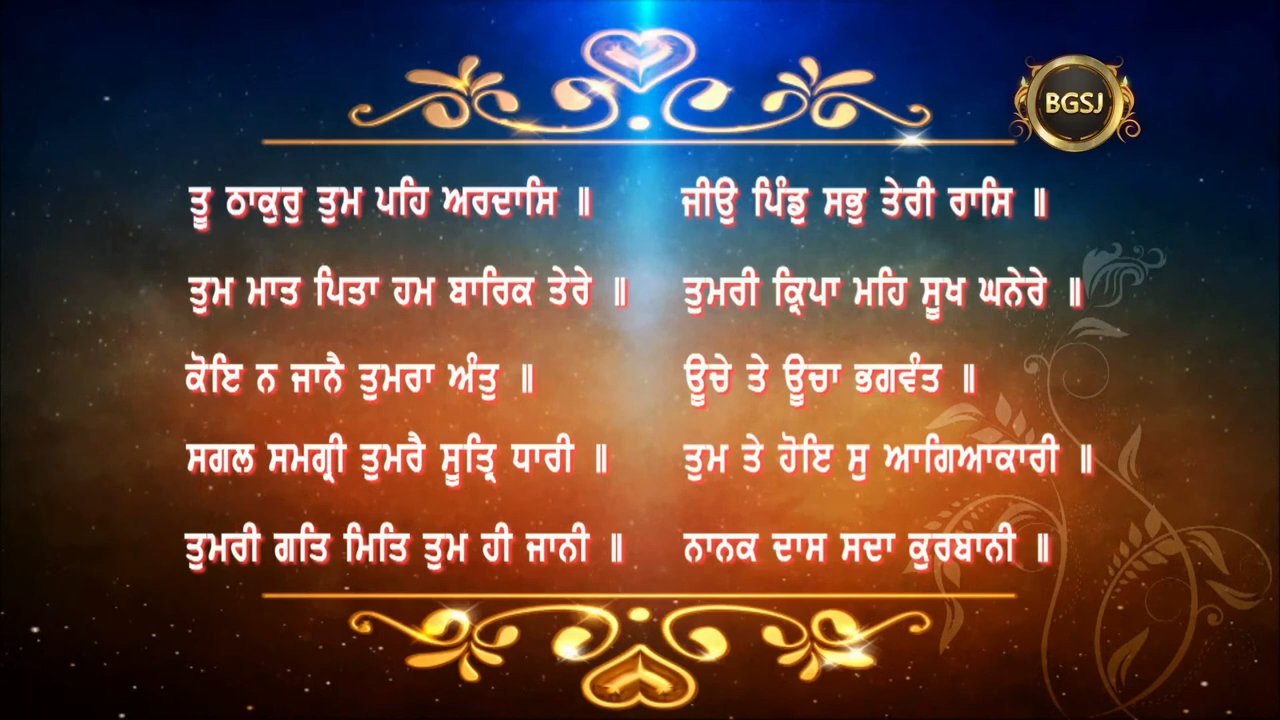 BGSJ
ਤੂ ਠਾਕੁਰੁ ਤੁਮ ਪਹਿ ਅਰਦਾਸਿ ॥ ਜੀਉ ਪਿੰਡੁ ਸਭੁ ਤੇਰੀ ਰਾਸਿ ॥
ਤੁਮ ਮਾਤ ਪਿਤਾ ਹਮ ਬਾਰਿਕ ਤੇਰੇ ॥ ਤੁਮਰੀ ਕ੍ਰਿਪਾ ਮਹਿ ਸੂਖ ਘਨੇਰੇ ॥
ਕੋਇ ਨ ਜਾਨੈ ਤੁਮਰਾ ਅੰਤੁ ॥ ਊਚੇ ਤੇ ਊਚਾ ਭਗਵੰਤ ॥
ਸਗਲ ਸਮਗ੍ਰੀ ਤੁਮਰੈ ਸੂਤ੍ਰਿ ਧਾਰੀ ॥ ਤੁਮ ਤੇ ਹੋਇ ਸੁ ਆਗਿਆਕਾਰੀ ॥
ਤੁਮਰੀ ਗਤਿ ਮਿਤਿ ਤੁਮ ਹੀ ਜਾਨੀ ॥ ਨਾਨਕ ਦਾਸ ਸਦਾ ਕੁਰਬਾਨੀ ॥